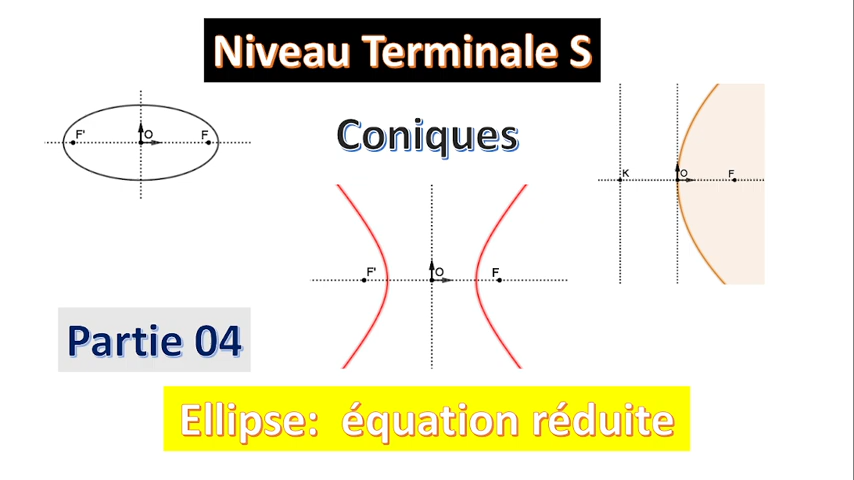 Niveau Terminale S
Coniques
F' O F
K O F
F' O F
Partie 04
Ellipse: équation réduite